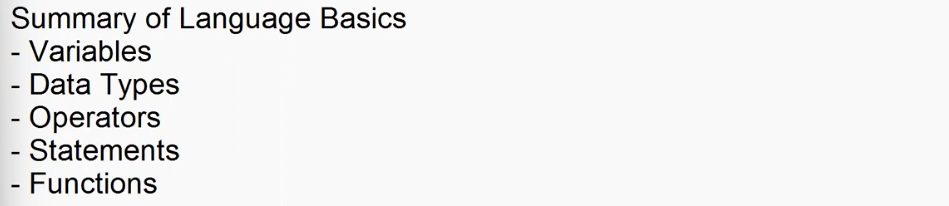 Summary of Language Basics
- Variables
- Data Types
- Operators
- Statements
- Functions